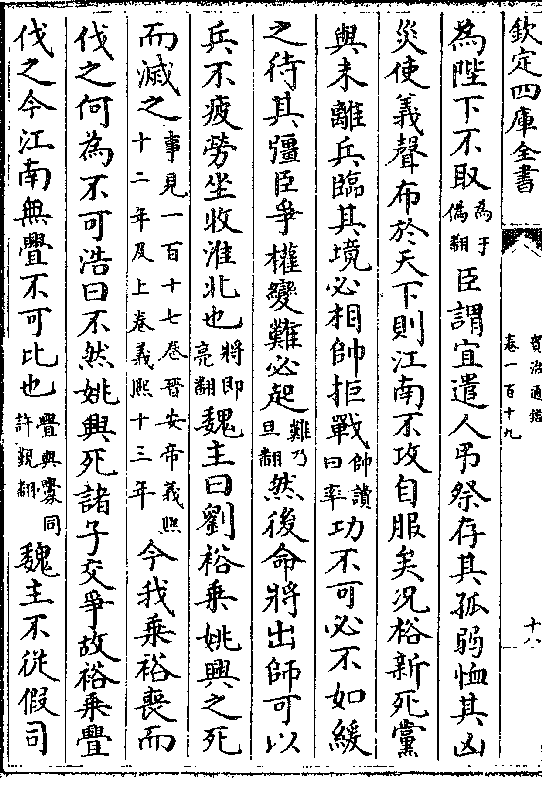 欽定四庫全書
資治通鑑
卷一百十九
十六
為陛下不取為于偽翻臣謂宜遣人弔祭存其孤弱恤其凶
災使義聲布於天下則江南不攻自服矣况裕新死黨
與未離兵臨其境必相帥拒戰帥讀曰率功不可必不如緩
之待其彊臣爭權變難必起難乃旦翻然後命將出師可以
兵不疲勞坐收淮北也將即亮翻魏主曰劉裕乗姚興之死
而滅之事見一百十七卷晉安帝義熙十二年及上卷義熙十三年今我乗裕喪而
伐之何為不可浩曰不然姚興死諸子交爭故裕乗釁
伐之今江南無釁不可比也釁與舋同許覲翻魏主不從假司